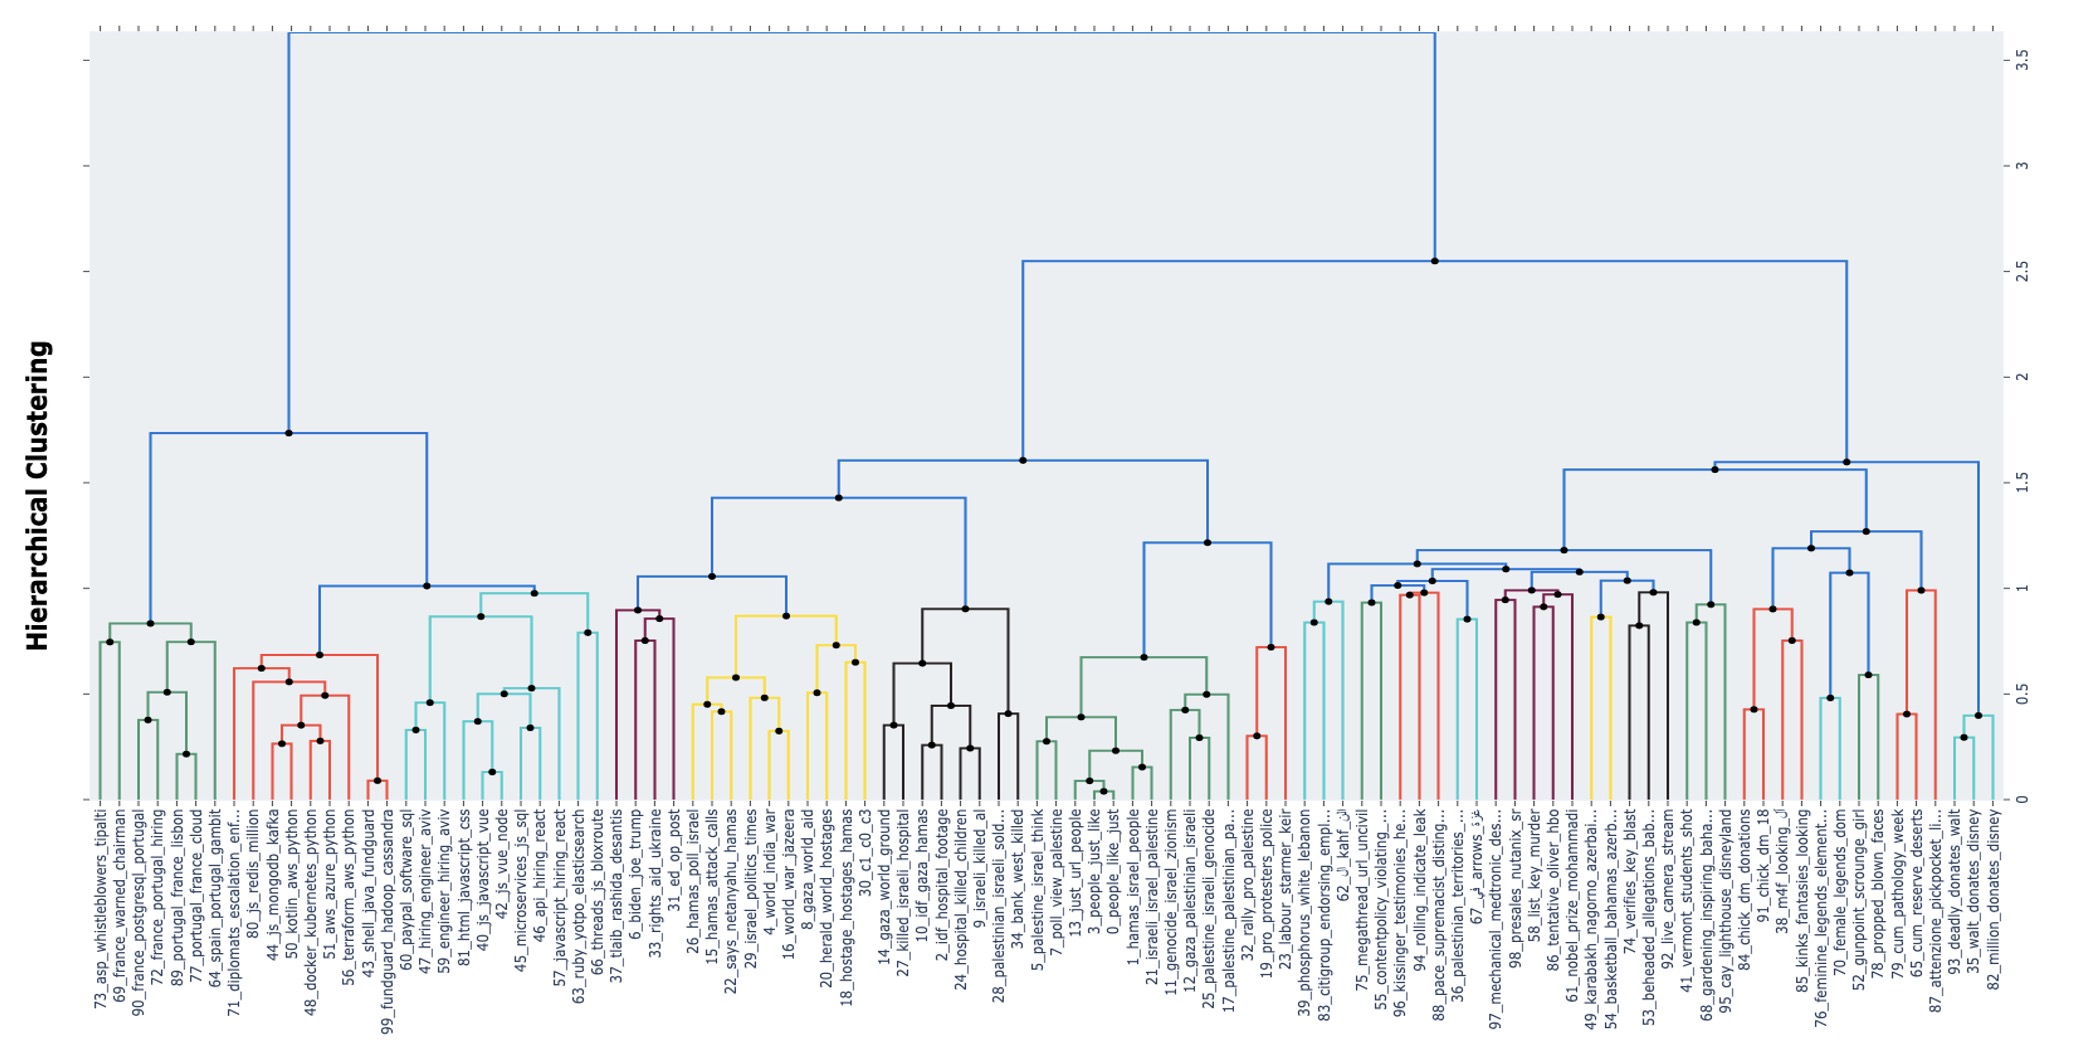 Hierarchical Clustering
3.5
3
2.5
2
1.5
1
0.5
0
73_asp_whistleblowers_tipalti
69_france_warned_chairman
90_france_postgresql_portugal
72_france_portugal_hiring
89_portugal_france_lisbon
77_portugal_france_cloud
64_spain_portugal_gambit
71_diplomats_escalation_enf...
80_js_redis_million
44_js_mongodb_kafka
50_kotlin_aws_python
48_docker_kubernetes_python
51_aws_azure_python
56_terraform_aws_python
43_shell_java_fundguard
99_fundguard_hadoop_cassandra
60_paypal_software_sql
47_hiring_engineer_aviv
59_engineer_hiring_aviv
81_html_javascript_css
40_js_javascript_vue
42_js_vue_node
45_microservices_js_sql
46_api_hiring_react
57_javascript_hiring_react
63_ruby_yotpo_elasticsearch
66_threads_js_bloxroute
37_tlaib_rashida_desantis
6_biden_joe_trump
33_rights_aid_ukraine
31_ed_op_post
26_hamas_poll_israel
15_hamas_attack_calls
22_says_netanyahu_hamas
29_israel_politics_times
4_world_india_war
16_world_war_jazeera
8_gaza_world_aid
20_herald_world_hostages
18_hostage_hostages_hamas
30_c1_c0_c3
14_gaza_world_ground
27_killed_israeli_hospital
10_idf_gaza_hamas
2_idf_hospital_footage
24_hospital_killed_children
9_israeli_killed_al
28_palestinian_israeli_sold...
34_bank_west_killed
5_palestine_israel_think
7_poll_view_palestine
13_just_url_people
3_people_just_like
0_people_like_just
1_hamas_israel_people
21_israeli_israel_palestine
11_genocide_israel_zionism
12_gaza_palestinian_israeli
25_palestine_israeli_genocide
17_palestine_palestinian_pa...
32_rally_pro_palestine
19_pro_protesters_police
23_labour_starmer_keir
39_phosphorus_white_lebanon
83_citigroup_endorsing_empl...
62_ال_kahf_الن
75_megathread_url_uncivil
55_contentpolicy_violating_...
96_kissinger_testimonies_he...
94_rolling_indicate_leak
88_pace_supremacist_disting...
36_palestinian_territories_...
67_في_arrows_غزة
97_mechanical_medtronic_des...
98_presales_nutanix_sr
58_list_key_murder
86_tentative_oliver_hbo
61_nobel_prize_mohammadi
49_karabakh_nagorno_azerbai...
54_basketball_bahamas_azerb...
74_verifies_key_blast
53_beheaded_allegations_bab...
92_live_camera_stream
41_vermont_students_shot
68_gardening_inspiring_baha...
95_cay_lighthouse_disneyland
84_chick_dm_donations
91_chick_dm_18
38_m4f_looking_ال
85_kinks_fantasies_looking
76_feminine_legends_element...
70_female_legends_dom
52_gunpoint_scrounge_girl
78_propped_blown_faces
79_cum_pathology_week
65_cum_reserve_deserts
87_attenzione_pickpocket_li...
93_deadly_donates_walt
35_walt_donates_disney
82_million_donates_disney